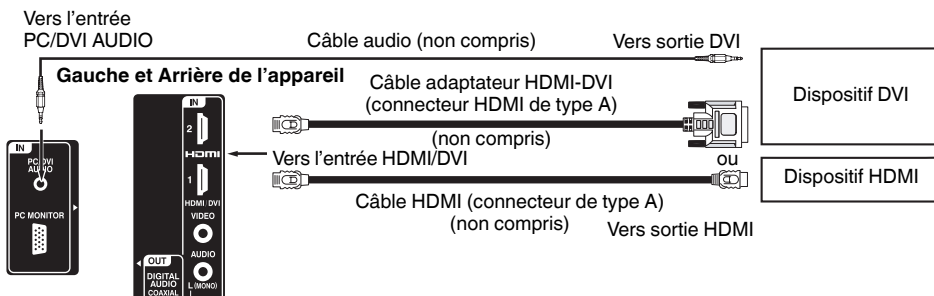 Vers l'entrée
PC/DVI AUDIO
Câble audio (non compris)
Vers sortie DVI
Gauche et Arrière de l'appareil
Câble adaptateur HDMI-DVI
(connecteur HDMI de type A)
(non compris)
Dispositif DVI
IN
PC/DVI
AUDIO
PC MONITOR
IN
2
HDMI
1
HDMI / DVI
VIDEO
AUDIO
L (MONO)
OUT
DIGITAL
AUDIO
COAXIAL
Vers l'entrée HDMI/DVI
ou
Câble HDMI (connecteur de type A)
(non compris)
Vers sortie HDMI
Dispositif HDMI